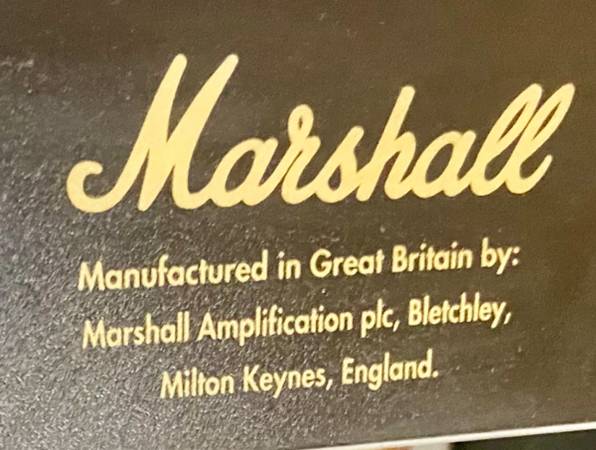 Marshall
Manufactured in Great Britain by:
Marshall Amplification plc, Bletchley,
Milton Keynes, England.